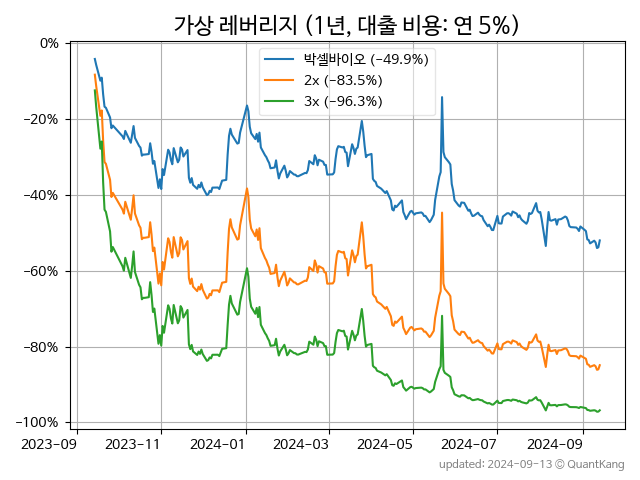 가상 레버리지 (1년, 대출 비용: 연 5%)
박셀바이오 (−49.9%)
2x (−83.5%)
3x (−96.3%)
0%
−20%
−40%
−60%
−80%
−100%
2023-09 2023-11 2024-01 2024-03 2024-05 2024-07 2024-09
updated: 2024-09-13 © QuantKang